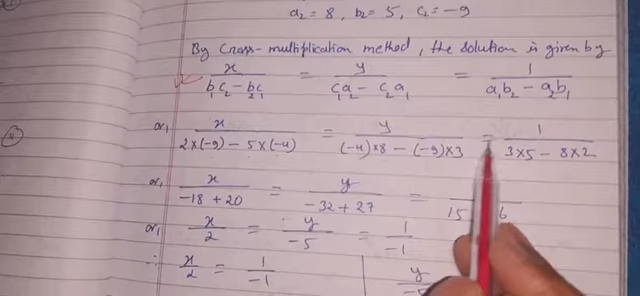 a₂ = 8 , b₂ = 5 , c₂ = -9
By Cross-multiplication method, the solution is given by
x/(b₁c₂ - b₂c₁) = y/(c₁a₂ - c₂a₁) = 1/(a₁b₂ - a₂b₁)
or, x/(2×(-9) - 5×(-4)) = y/((-4)×8 - (-9)×3) = 1/(3×5 - 8×2)
or, x/(-18 + 20) = y/(-32 + 27) = /(15 6)
or, x/2 = y/-5 = 1/-1
∴ x/2 = 1/-1 | y/-5